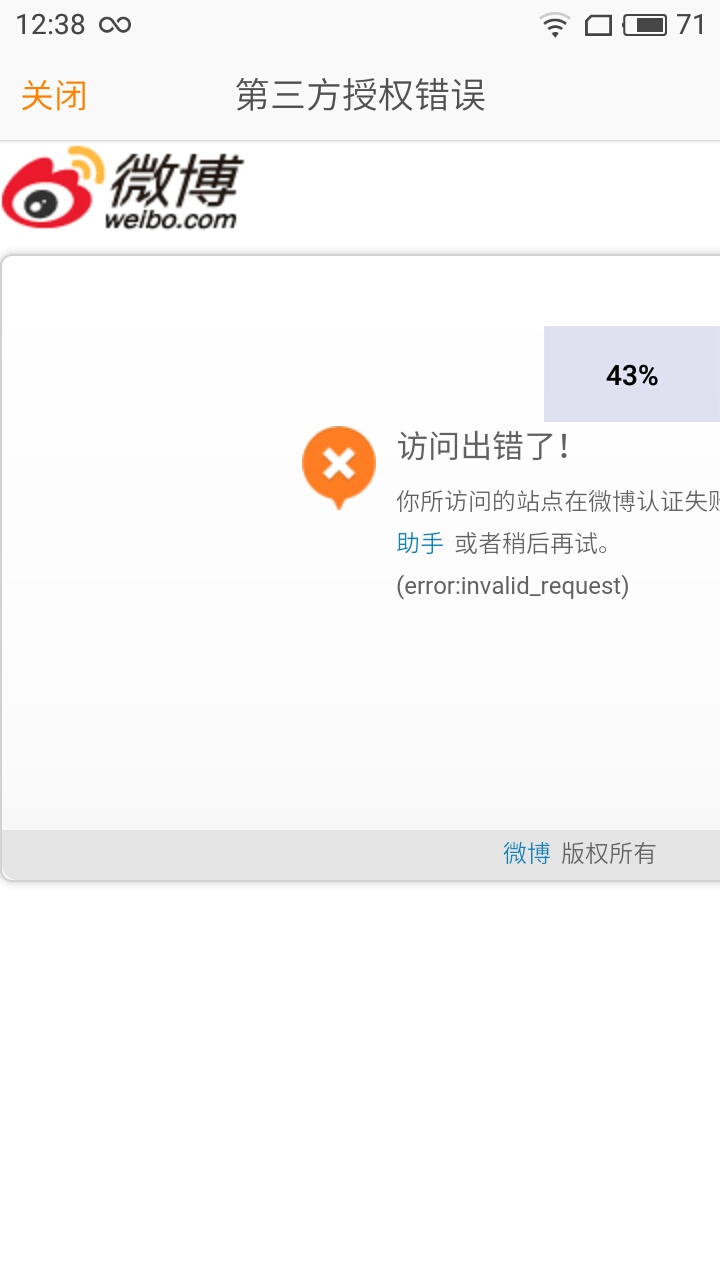 12:38 71
关闭 第三方授权错误
微博
weibo.com
43%
访问出错了！
你所访问的站点在微博认证失
助手 或者稍后再试。
(error:invalid_request)
微博 版权所有